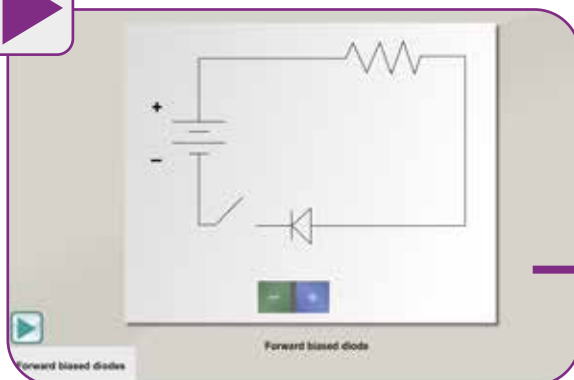 +
−
− +
Forward biased diode
Forward biased diodes